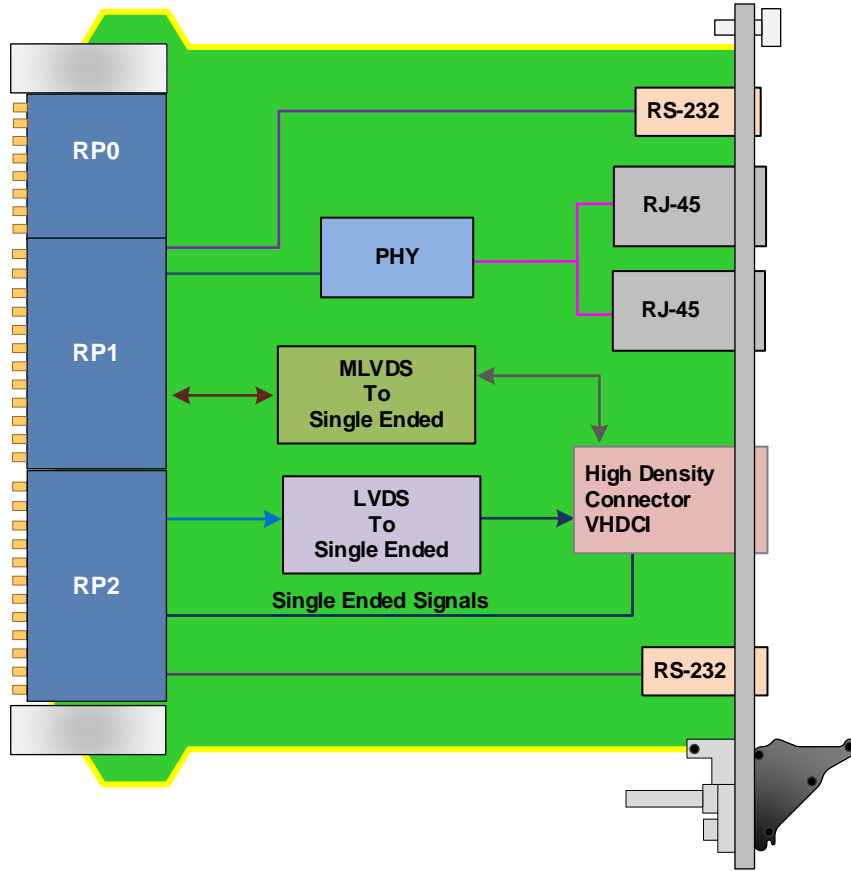 RP0
RS-232
RJ-45
PHY
RJ-45
RP1
MLVDS
To
Single Ended
High Density
Connector
VHDCI
LVDS
To
Single Ended
RP2
Single Ended Signals
RS-232